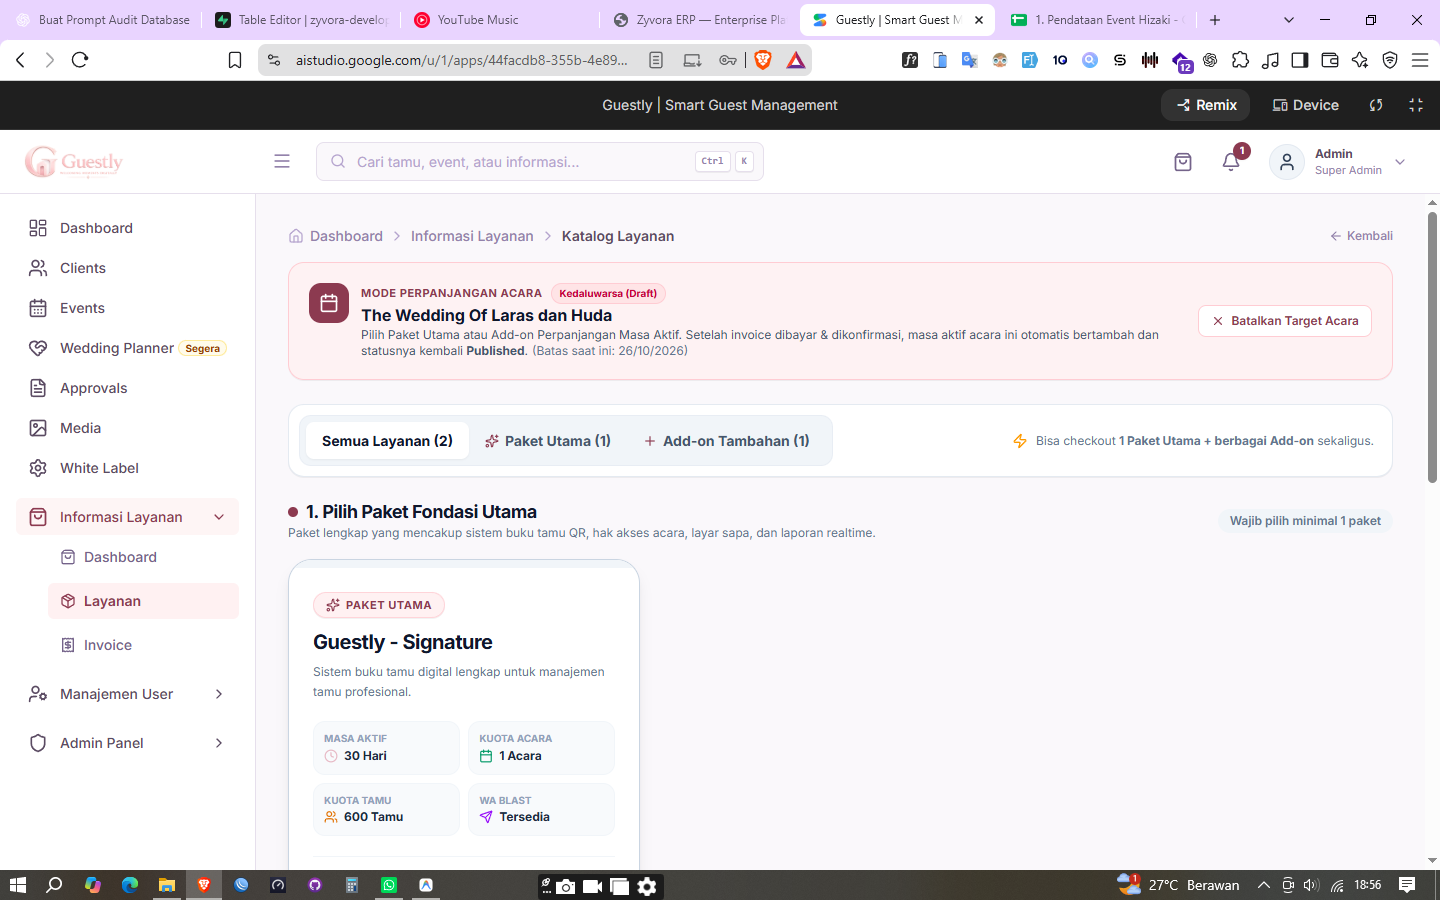 Buat Prompt Audit Database
Table Editor | zyvora-develop
YouTube Music
Zyvora ERP — Enterprise Pla
Guestly | Smart Guest M
1. Pendataan Event Hizaki -
aistudio.google.com/u/1/apps/44facdb8-355b-4e89...
12
Guestly | Smart Guest Management
Remix
Device
Guestly
Cari tamu, event, atau informasi...
Ctrl
K
1
Admin
Super Admin
Dashboard
Clients
Events
Wedding Planner
Segera
Approvals
Media
White Label
Informasi Layanan
Dashboard
Layanan
Invoice
Manajemen User
Admin Panel
Dashboard
Informasi Layanan
Katalog Layanan
Kembali
MODE PERPANJANGAN ACARA
Kedaluwarsa (Draft)
The Wedding Of Laras dan Huda
Pilih Paket Utama atau Add-on Perpanjangan Masa Aktif. Setelah invoice dibayar & dikonfirmasi, masa aktif acara ini otomatis bertambah dan
statusnya kembali Published. (Batas saat ini: 26/10/2026)
Batalkan Target Acara
Semua Layanan (2)
Paket Utama (1)
Add-on Tambahan (1)
Bisa checkout 1 Paket Utama + berbagai Add-on sekaligus.
1. Pilih Paket Fondasi Utama
Paket lengkap yang mencakup sistem buku tamu QR, hak akses acara, layar sapa, dan laporan realtime.
Wajib pilih minimal 1 paket
PAKET UTAMA
Guestly - Signature
Sistem buku tamu digital lengkap untuk manajemen
tamu profesional.
MASA AKTIF
30 Hari
KUOTA ACARA
1 Acara
KUOTA TAMU
600 Tamu
WA BLAST
Tersedia
1
27°C Berawan
18:56